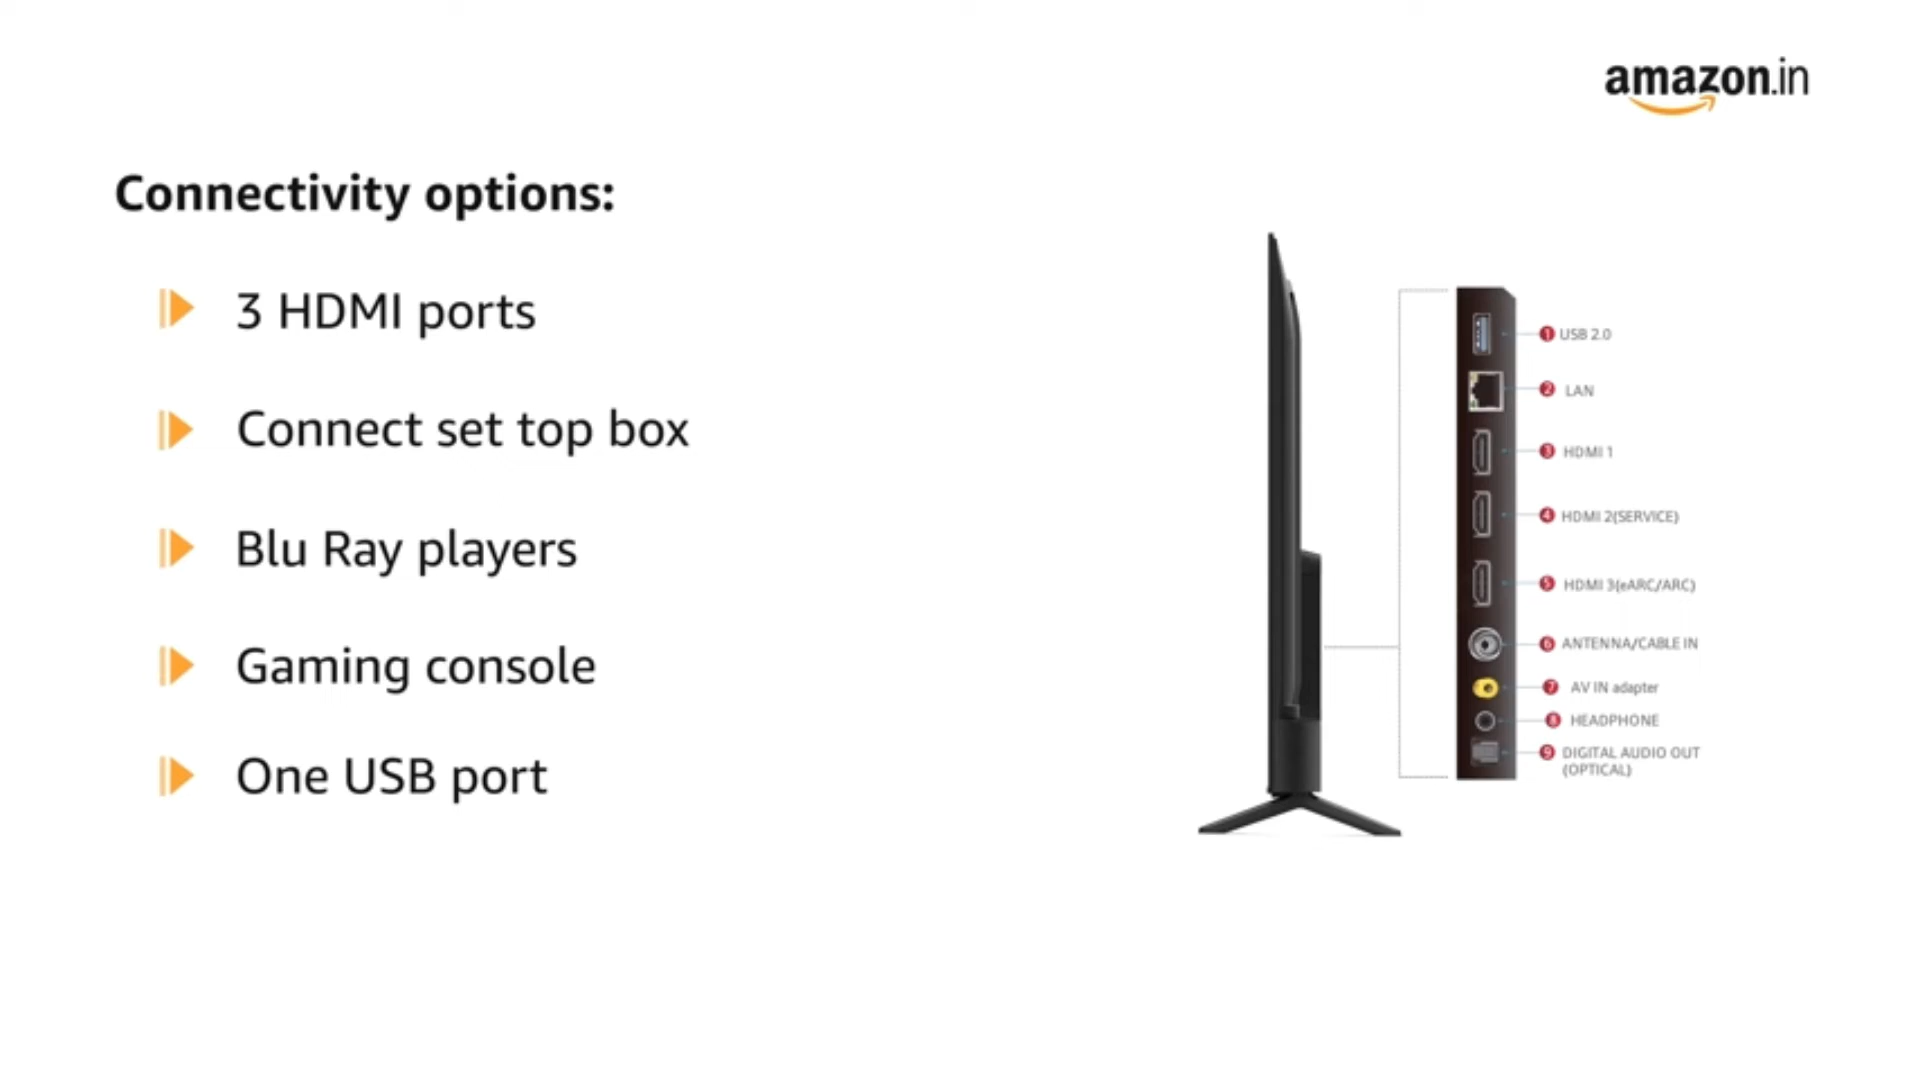 amazon.in
Connectivity options:
3 HDMI ports
Connect set top box
Blu Ray players
Gaming console
One USB port
1 USB 2.0
2 LAN
3 HDMI 1
4 HDMI 2(SERVICE)
5 HDMI 3(eARC/ARC)
6 ANTENNA/CABLE IN
7 AV IN adapter
8 HEADPHONE
9 DIGITAL AUDIO OUT
(OPTICAL)